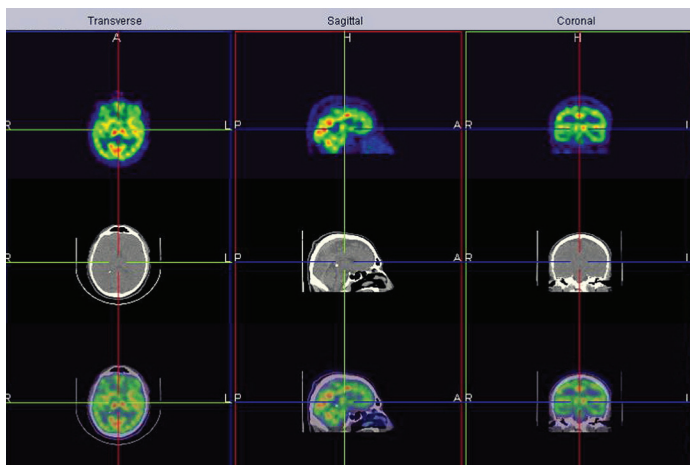 Transverse Sagittal Coronal
A H H
R L P A R L
R L P A R L
R L P A R L